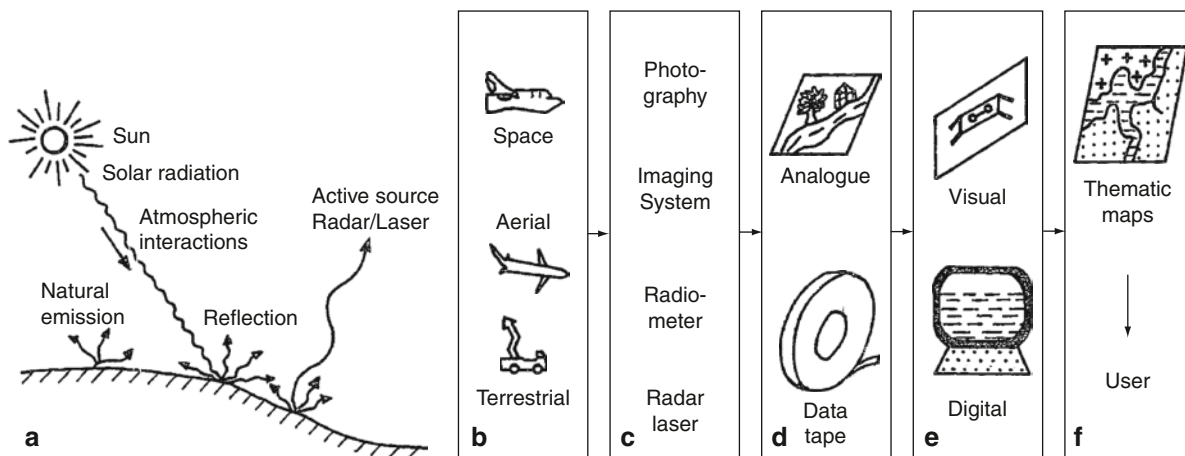 Sun
Solar radiation
Atmospheric
interactions
Active source
Radar/Laser
Natural
emission
Reflection
a
Space
Aerial
Terrestrial
b
Photo-
graphy
Imaging
System
Radio-
meter
Radar
laser
c
Analogue
Data
tape
d
Visual
Digital
e
Thematic
maps
User
f